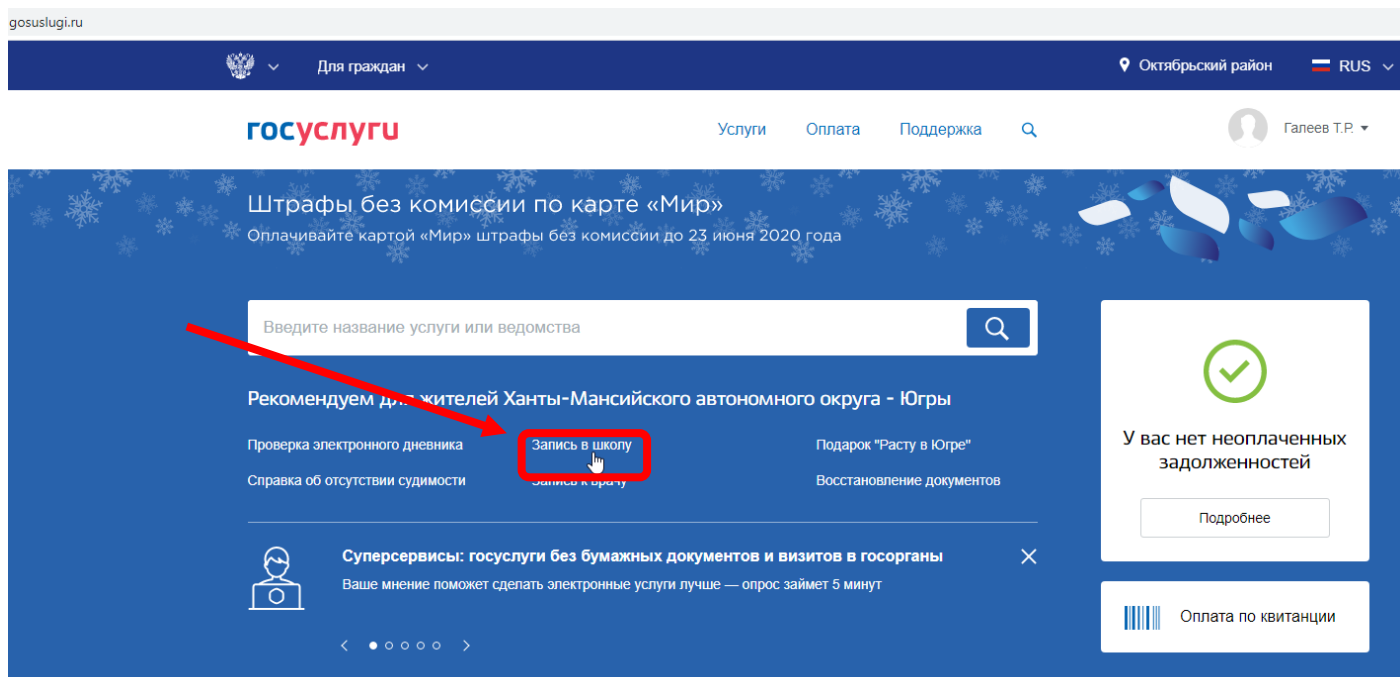 gosuslugi.ru
Для граждан
Октябрьский район
RUS
госуслуги
Услуги
Оплата
Поддержка
Галеев Т.Р.
Штрафы без комиссии по карте «Мир»
Оплачивайте картой «Мир» штрафы без комиссии до 23 июня 2020 года
Введите название услуги или ведомства
Рекомендуем для жителей Ханты-Мансийского автономного округа - Югры
Проверка электронного дневника
Запись в школу
Подарок "Расту в Югре"
Справка об отсутствии судимости
Запись к врачу
Восстановление документов
У вас нет неоплаченных
задолженностей
Подробнее
Суперсервисы: госуслуги без бумажных документов и визитов в госорганы
Ваше мнение поможет сделать электронные услуги лучше — опрос займет 5 минут
Оплата по квитанции